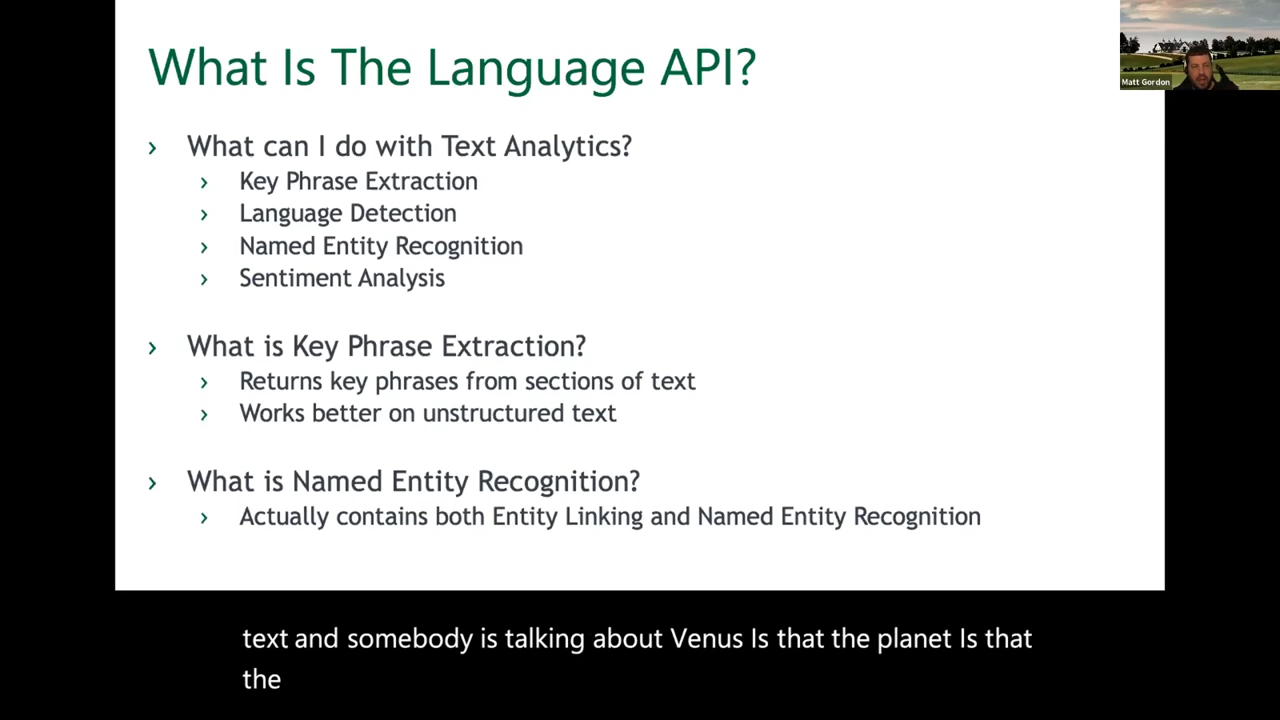 What Is The Language API?
Matt Gordon
› What can I do with Text Analytics?
› Key Phrase Extraction
› Language Detection
› Named Entity Recognition
› Sentiment Analysis
› What is Key Phrase Extraction?
› Returns key phrases from sections of text
› Works better on unstructured text
› What is Named Entity Recognition?
› Actually contains both Entity Linking and Named Entity Recognition
text and somebody is talking about Venus Is that the planet Is that
the